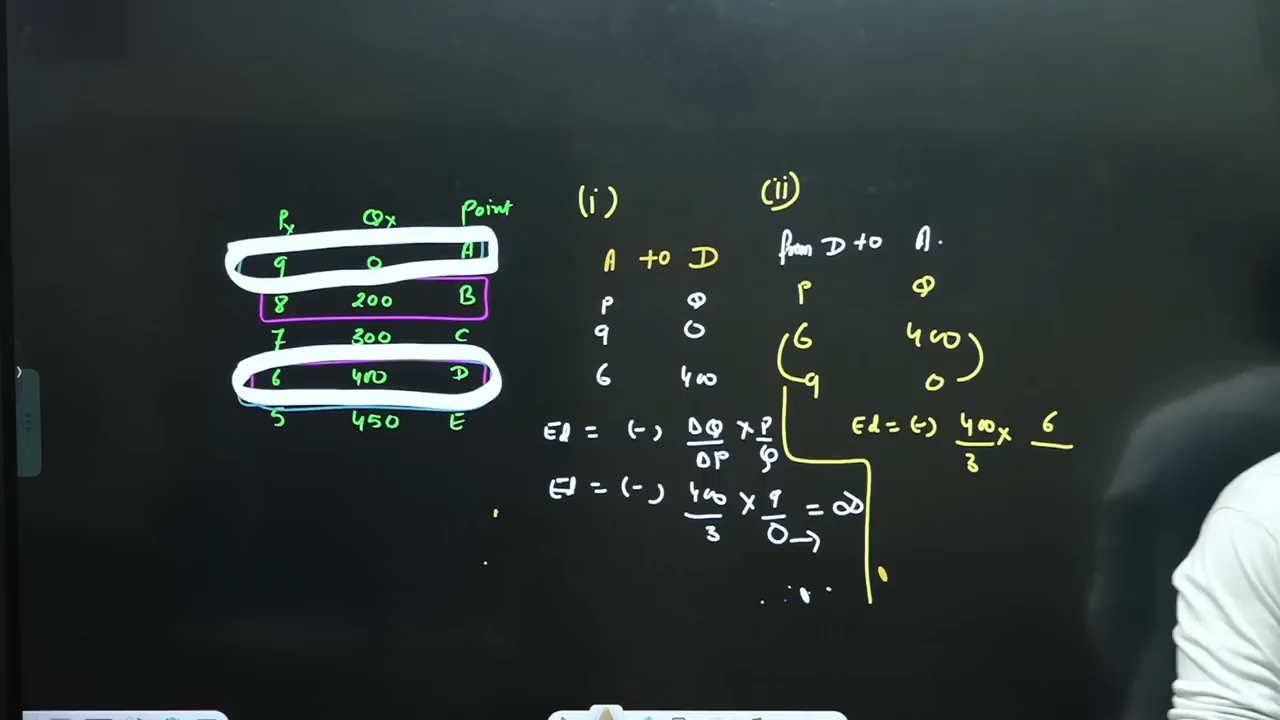 Px Qx Point
9 0 A
8 200 B
7 300 C
6 400 D
5 450 E
(i)
A to D
P Q
9 0
6 400
Ed = (-) ΔQ/ΔP × P/Q
Ed = (-) 400/3 × 9/0 → = ∞
(ii)
from D to A.
P Q
6 400
9 0
Ed = (-) 400/3 × 6/